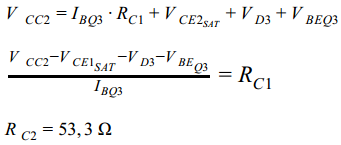 V CC2 = I BQ3 · R C1 + V CE2 SAT + V D3 + V BEQ3
V CC2 − V CE1 SAT − V D3 − V BE Q3
I BQ3
= R C1
R C2 = 53,3 Ω